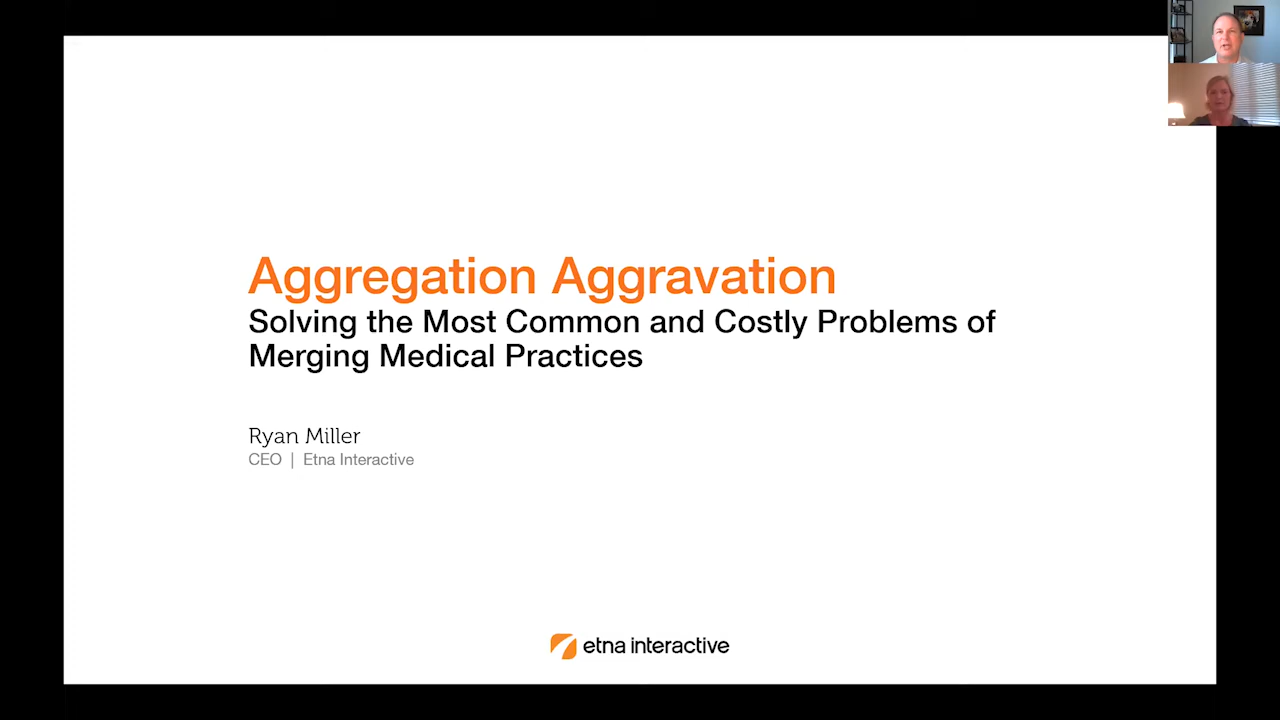 Aggregation Aggravation
Solving the Most Common and Costly Problems of
Merging Medical Practices
Ryan Miller
CEO | Etna Interactive
etna interactive